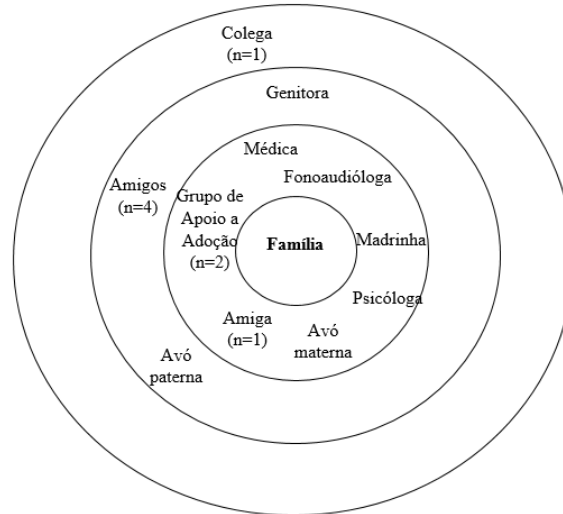 Colega
(n=1)
Genitora
Médica
Fonoaudióloga
Amigos
(n=4)
Grupo de
Apoio a
Adoção
(n=2)
Família
Madrinha
Psicóloga
Amiga
(n=1)
Avó
materna
Avó
paterna